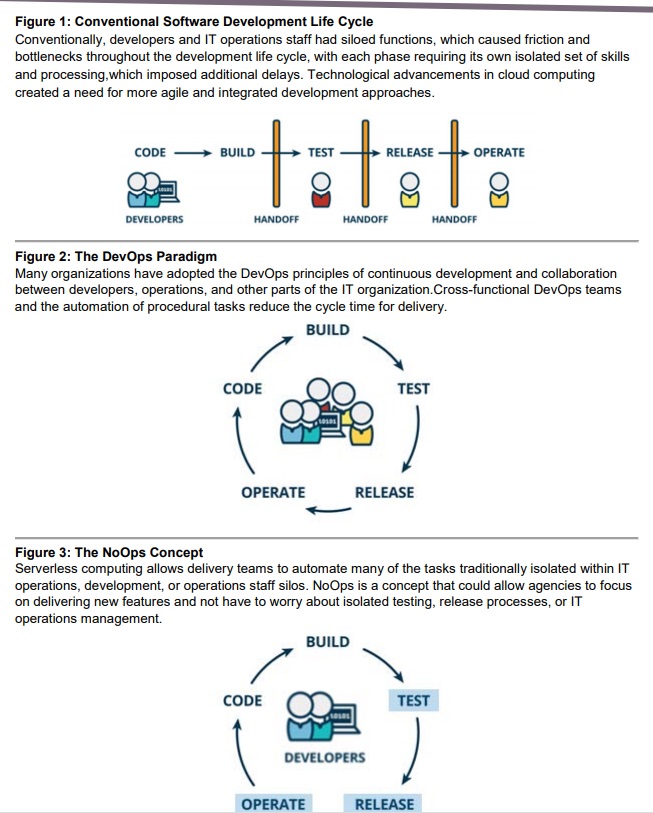 Figure 1: Conventional Software Development Life Cycle
Conventionally, developers and IT operations staff had siloed functions, which caused friction and
bottlenecks throughout the development life cycle, with each phase requiring its own isolated set of skills
and processing,which imposed additional delays. Technological advancements in cloud computing
created a need for more agile and integrated development approaches.
CODE BUILD TEST RELEASE OPERATE
0101
DEVELOPERS HANDOFF HANDOFF HANDOFF
Figure 2: The DevOps Paradigm
Many organizations have adopted the DevOps principles of continuous development and collaboration
between developers, operations, and other parts of the IT organization.Cross-functional DevOps teams
and the automation of procedural tasks reduce the cycle time for delivery.
BUILD
CODE TEST
10101
OPERATE RELEASE
Figure 3: The NoOps Concept
Serverless computing allows delivery teams to automate many of the tasks traditionally isolated within IT
operations, development, or operations staff silos. NoOps is a concept that could allow agencies to focus
on delivering new features and not have to worry about isolated testing, release processes, or IT
operations management.
BUILD
CODE TEST
10101
DEVELOPERS
OPERATE RELEASE